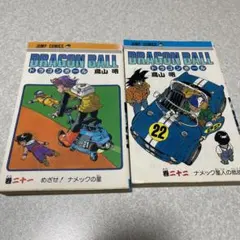 JUMP COMICS
DRAGON BALL
ドラゴンボール
鳥山明
巻二十一
めざせ!ナメックの星
JUMP COMICS
DRAGON BALL
ドラゴンボール
鳥山明
22
巻二十二
ナメック星人の抵抗